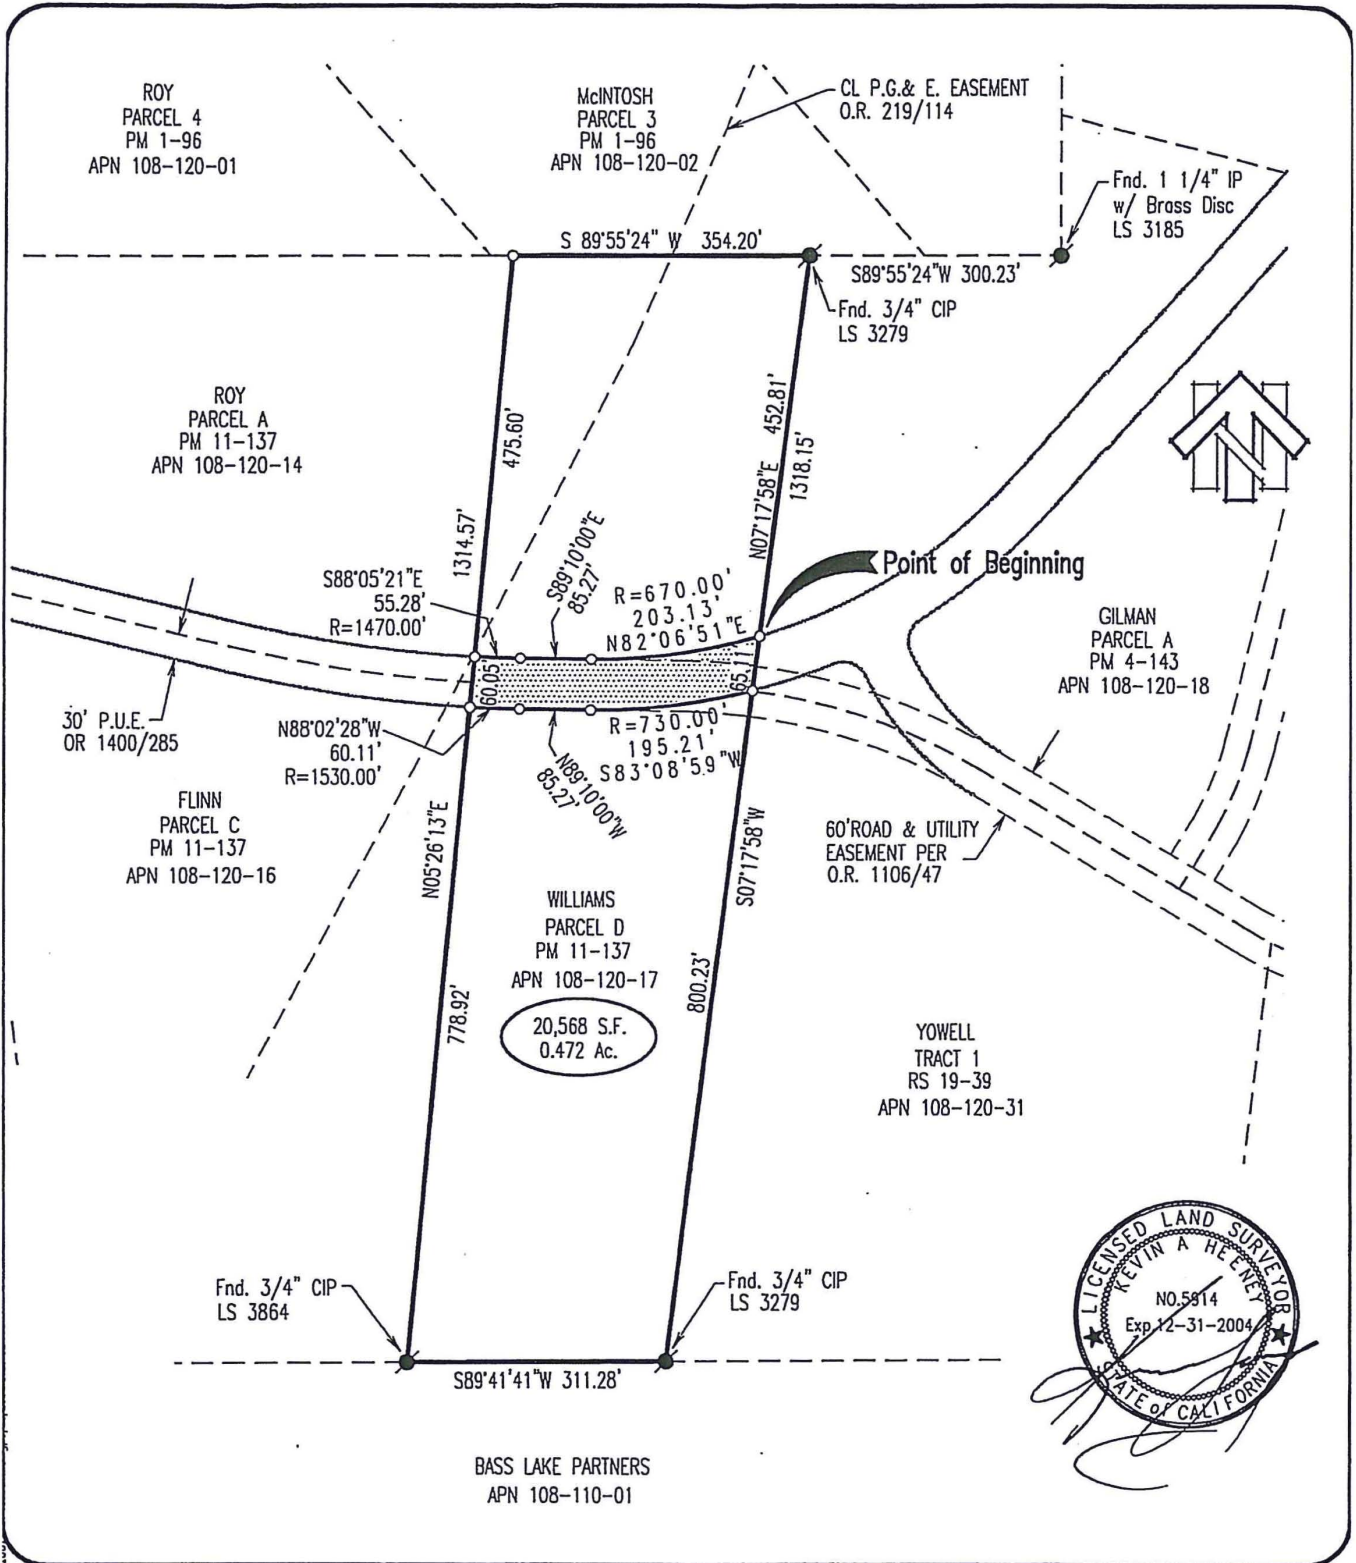 ROY
PARCEL 4
PM 1-96
APN 108-120-01
McINTOSH
PARCEL 3
PM 1-96
APN 108-120-02
CL P.G.& E. EASEMENT
O.R. 219/114
Fnd. 1 1/4" IP
w/ Brass Disc
LS 3185
S 89°55'24" W 354.20'
S89°55'24"W 300.23'
Fnd. 3/4" CIP
LS 3279
ROY
PARCEL A
PM 11-137
APN 108-120-14
475.60'
1314.57'
452.81'
N07°17'58"E
1318.15'
S88°05'21"E
55.28'
R=1470.00'
S89°10'00"E
85.27'
R=670.00'
203.13'
N82°06'51"E
Point of Beginning
GILMAN
PARCEL A
PM 4-143
APN 108-120-18
60.05'
65.11'
30' P.U.E.
OR 1400/285
N88°02'28"W
60.11'
R=1530.00'
N89°10'00"W
85.27'
R=730.00'
195.21'
S83°08'59"W
FLINN
PARCEL C
PM 11-137
APN 108-120-16
N05°26'13"E
778.92'
S07°17'58"W
800.23'
60'ROAD & UTILITY
EASEMENT PER
O.R. 1106/47
WILLIAMS
PARCEL D
PM 11-137
APN 108-120-17
20,568 S.F.
0.472 Ac.
YOWELL
TRACT 1
RS 19-39
APN 108-120-31
Fnd. 3/4" CIP
LS 3864
Fnd. 3/4" CIP
LS 3279
S89°41'41"W 311.28'
LICENSED LAND SURVEYOR
KEVIN A HEENEY
NO.5914
Exp.12-31-2004
STATE of CALIFORNIA
BASS LAKE PARTNERS
APN 108-110-01